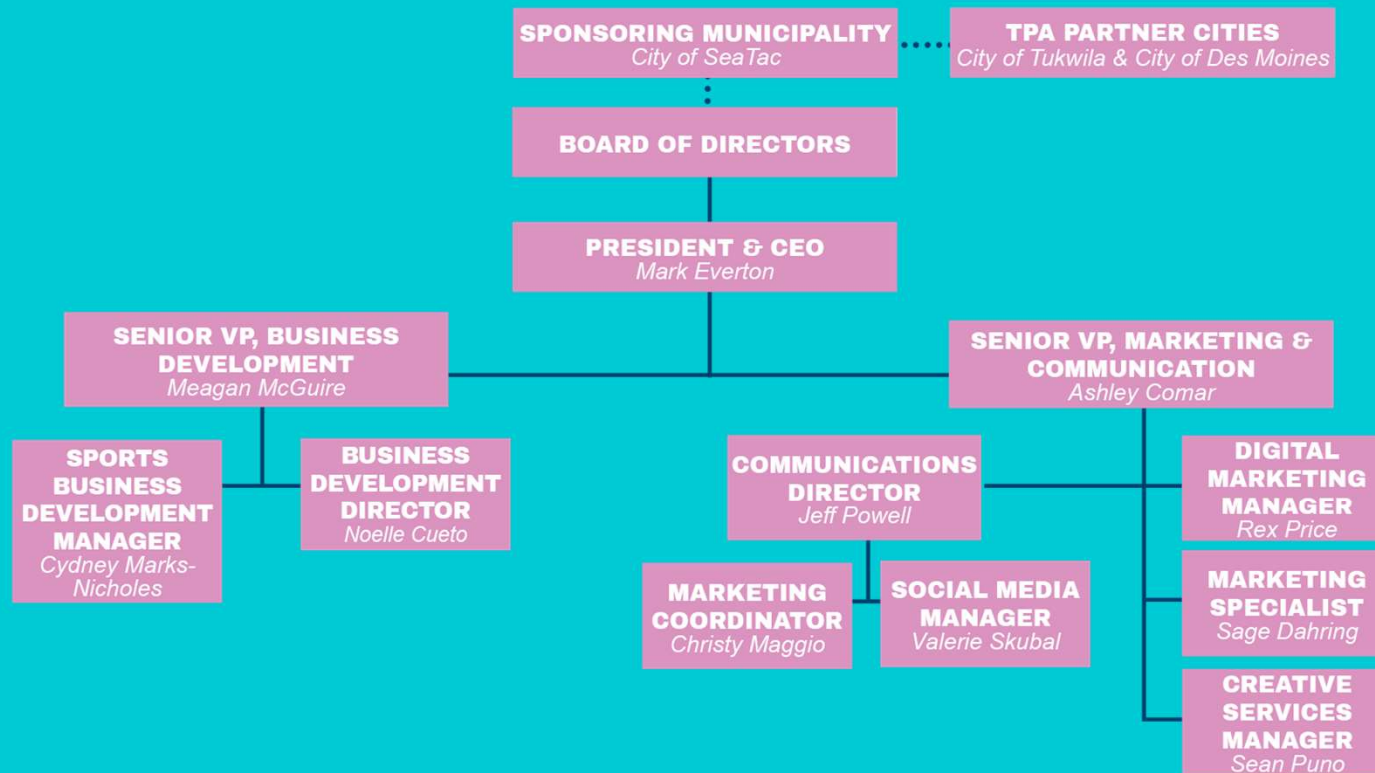 SPONSORING MUNICIPALITY
City of SeaTac
TPA PARTNER CITIES
City of Tukwila & City of Des Moines
BOARD OF DIRECTORS
PRESIDENT & CEO
Mark Everton
SENIOR VP, BUSINESS
DEVELOPMENT
Meagan McGuire
SENIOR VP, MARKETING &
COMMUNICATION
Ashley Comar
SPORTS
BUSINESS
DEVELOPMENT
MANAGER
Cydney Marks-
Nicholes
BUSINESS
DEVELOPMENT
DIRECTOR
Noelle Cueto
COMMUNICATIONS
DIRECTOR
Jeff Powell
DIGITAL
MARKETING
MANAGER
Rex Price
MARKETING
COORDINATOR
Christy Maggio
SOCIAL MEDIA
MANAGER
Valerie Skubal
MARKETING
SPECIALIST
Sage Dahring
CREATIVE
SERVICES
MANAGER
Sean Puno